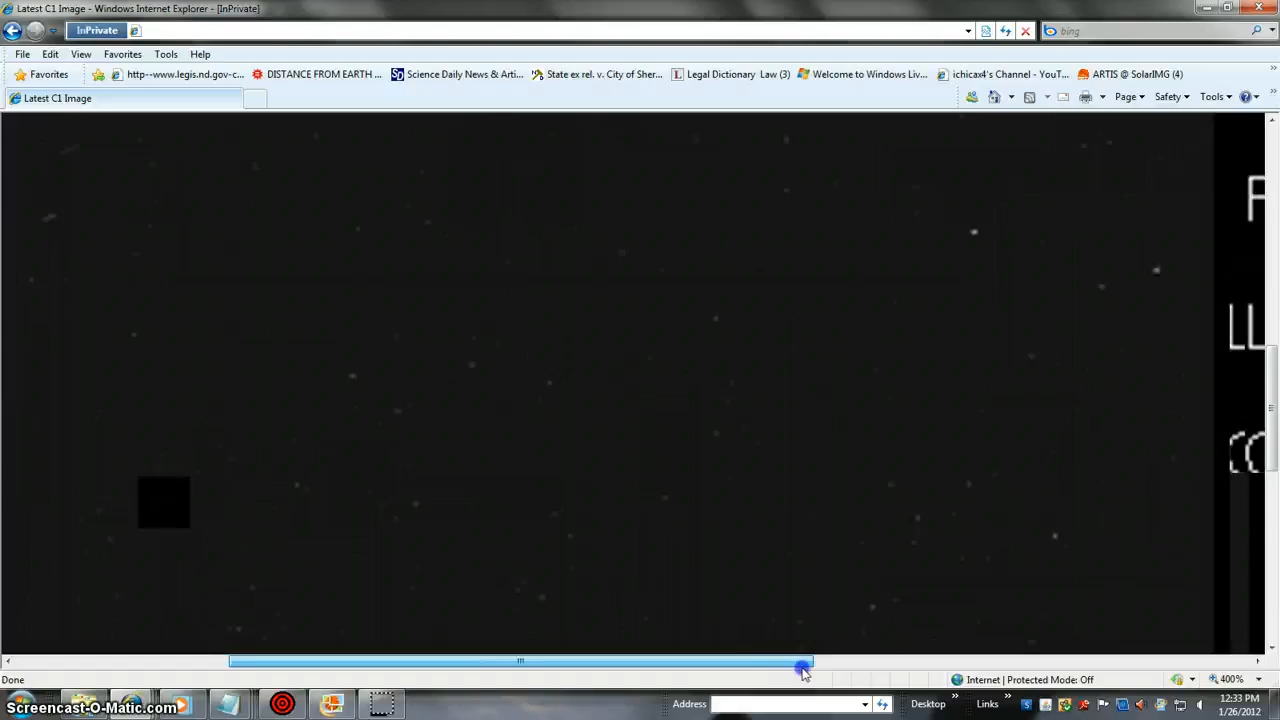 Latest C1 Image - Windows Internet Explorer - [InPrivate]
InPrivate
bing
File Edit View Favorites Tools Help
Favorites http--www.legis.nd.gov-c... DISTANCE FROM EARTH ... Science Daily News & Arti... State ex rel. v. City of Sher... Legal Dictionary Law (3) Welcome to Windows Liv... ichicax4's Channel - YouT... ARTIS @ SolarIMG (4)
Latest C1 Image
Page Safety Tools
F
LL
CC
Done
Internet | Protected Mode: Off
400%
Address
Desktop
Links
12:33 PM
1/26/2012
Screencast-O-Matic.com